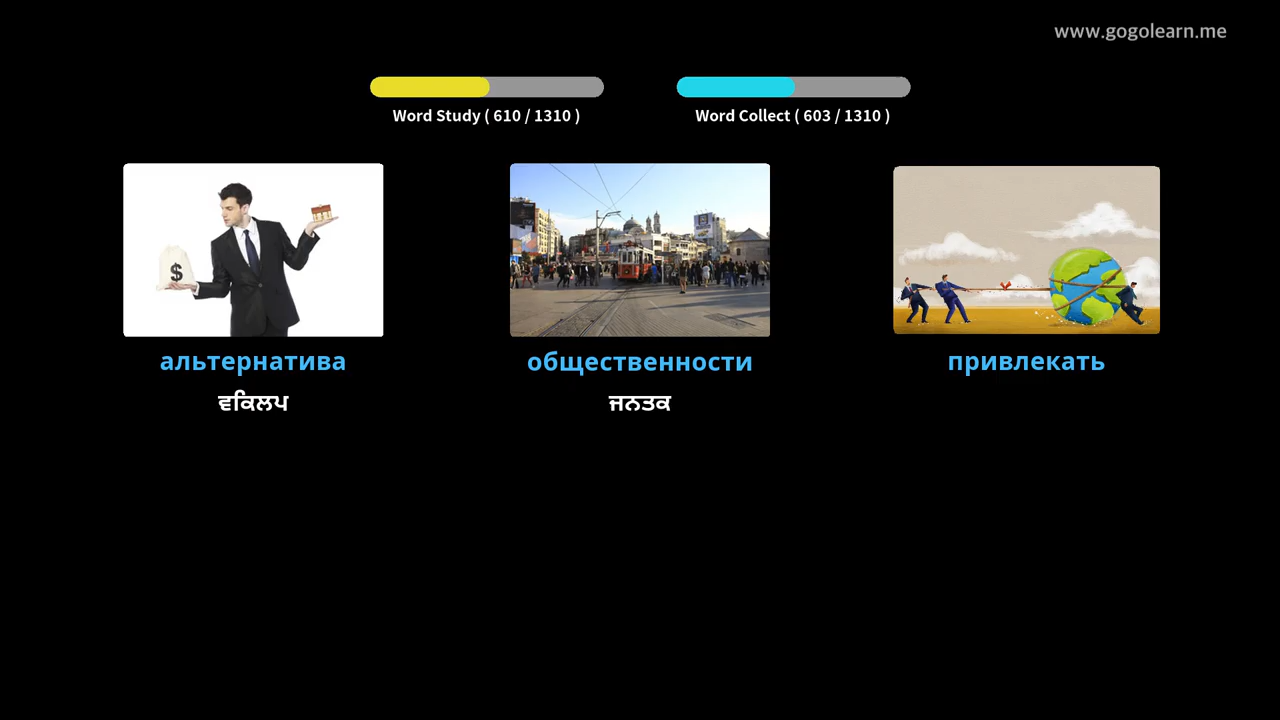 www.gogolearn.me
Word Study ( 610 / 1310 )
Word Collect ( 603 / 1310 )
альтернатива
общественности
привлекать
ਵਿਕਲਪ
ਜਨਤਕ
$